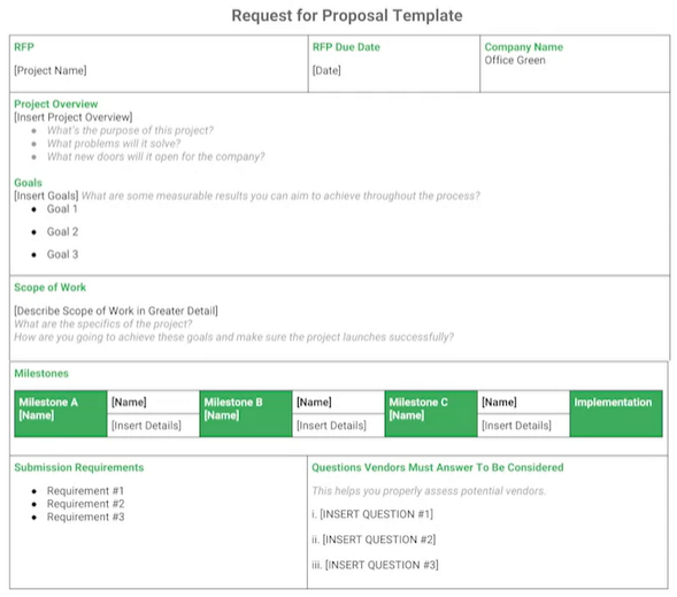 Request for Proposal Template
RFP
[Project Name]
RFP Due Date
[Date]
Company Name
Office Green
Project Overview
[Insert Project Overview]
What's the purpose of this project?
What problems will it solve?
What new doors will it open for the company?
Goals
[Insert Goals] What are some measurable results you can aim to achieve throughout the process?
Goal 1
Goal 2
Goal 3
Scope of Work
[Describe Scope of Work in Greater Detail]
What are the specifics of the project?
How are you going to achieve these goals and make sure the project launches successfully?
Milestones
Milestone A
[Name]
[Name]
[Insert Details]
Milestone B
[Name]
[Name]
[Insert Details]
Milestone C
[Name]
[Name]
[Insert Details]
Implementation
Submission Requirements
Requirement #1
Requirement #2
Requirement #3
Questions Vendors Must Answer To Be Considered
This helps you properly assess potential vendors.
i. [INSERT QUESTION #1]
ii. [INSERT QUESTION #2]
iii. [INSERT QUESTION #3]